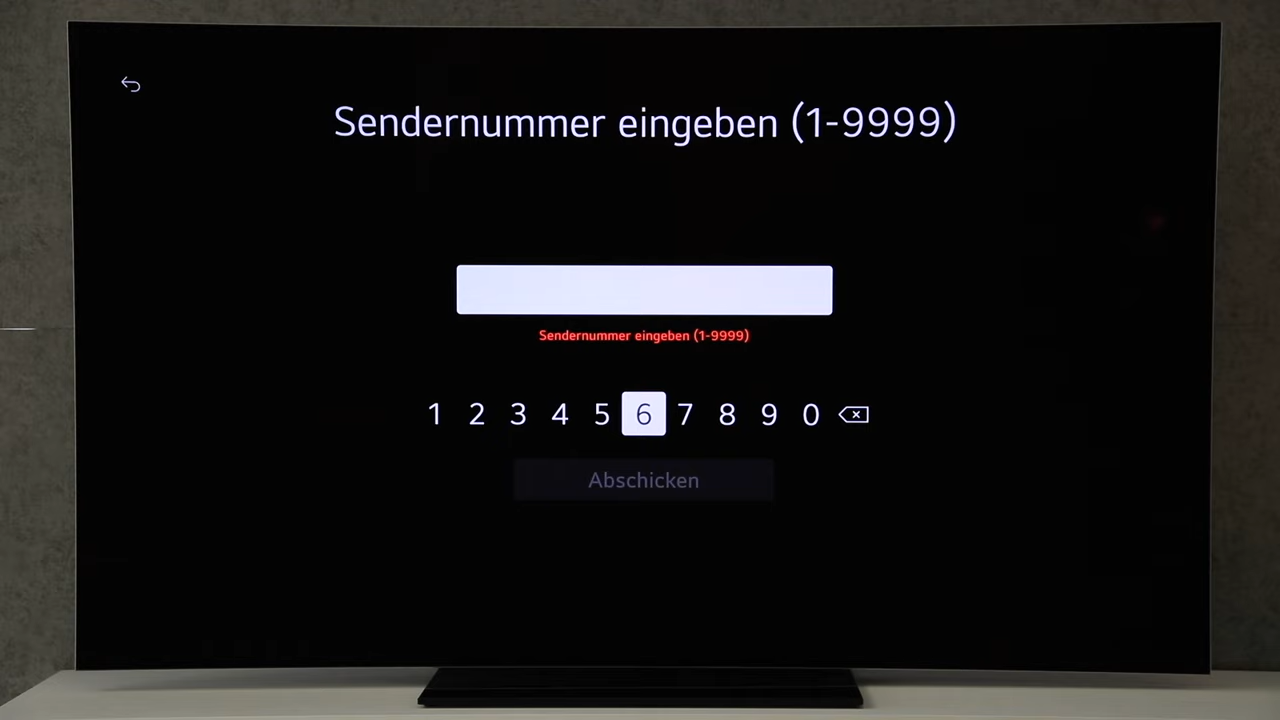 Sendernummer eingeben (1-9999)
Sendernummer eingeben (1-9999)
1 2 3 4 5 6 7 8 9 0
Abschicken